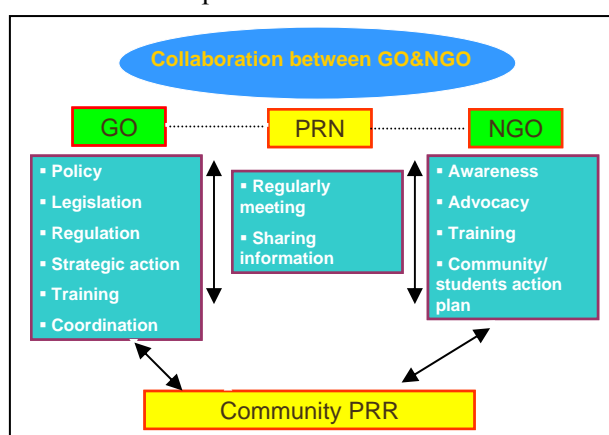 Collaboration between GO&NGO
GO
PRN
NGO
▪ Policy
▪ Legislation
▪ Regulation
▪ Strategic action
▪ Training
▪ Coordination
▪ Regularly
meeting
▪ Sharing
information
▪ Awareness
▪ Advocacy
▪ Training
▪ Community/
students action
plan
Community PRR